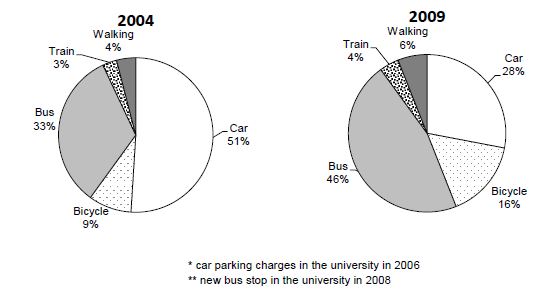 2004
Walking
4%
Train
3%
Bus
33%
Car
51%
Bicycle
9%
2009
Walking
6%
Train
4%
Car
28%
Bus
46%
Bicycle
16%
* car parking charges in the university in 2006
** new bus stop in the university in 2008